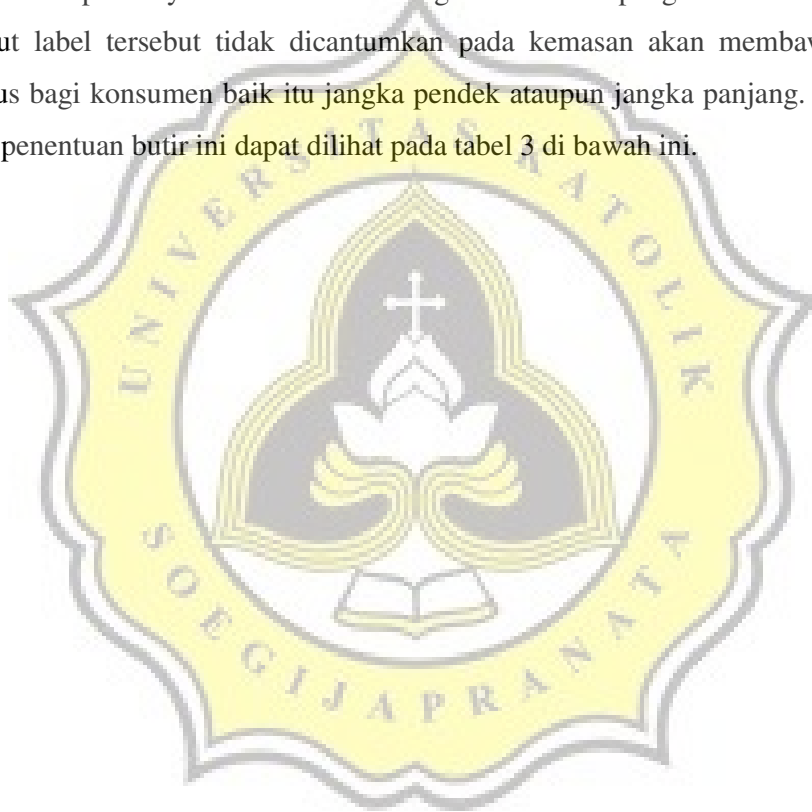 ut label tersebut tidak dicantumkan pada kemasan akan membaw
us bagi konsumen baik itu jangka pendek ataupun jangka panjang.
penentuan butir ini dapat dilihat pada tabel 3 di bawah ini.
UNIVERSITAS KATOLIK
SOEGIJAPRANATA